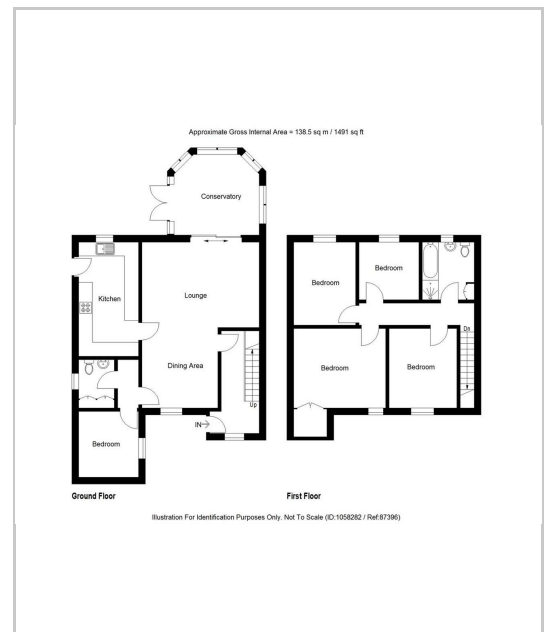 Approximate Gross Internal Area = 138.5 sq m / 1491 sq ft
Conservatory
Kitchen
Lounge
Dining Area
Up
IN
Bedroom
Bedroom
Bedroom
Dn
Bedroom
Bedroom
Ground Floor
First Floor
Illustration For Identification Purposes Only. Not To Scale (ID:1058282 / Ref:87396)